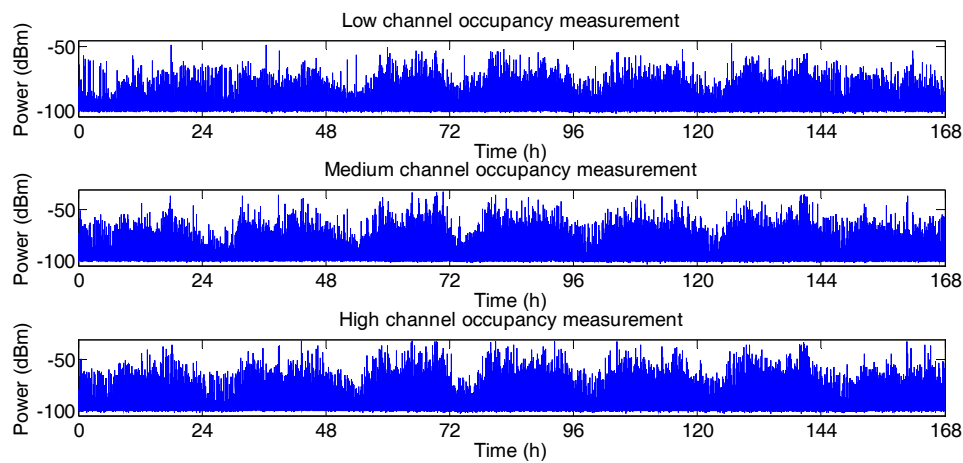 Low channel occupancy measurement
Power (dBm)
-50
-100
0 24 48 72 96 120 144 168
Time (h)
Medium channel occupancy measurement
Power (dBm)
-50
-100
0 24 48 72 96 120 144 168
Time (h)
High channel occupancy measurement
Power (dBm)
-50
-100
0 24 48 72 96 120 144 168
Time (h)